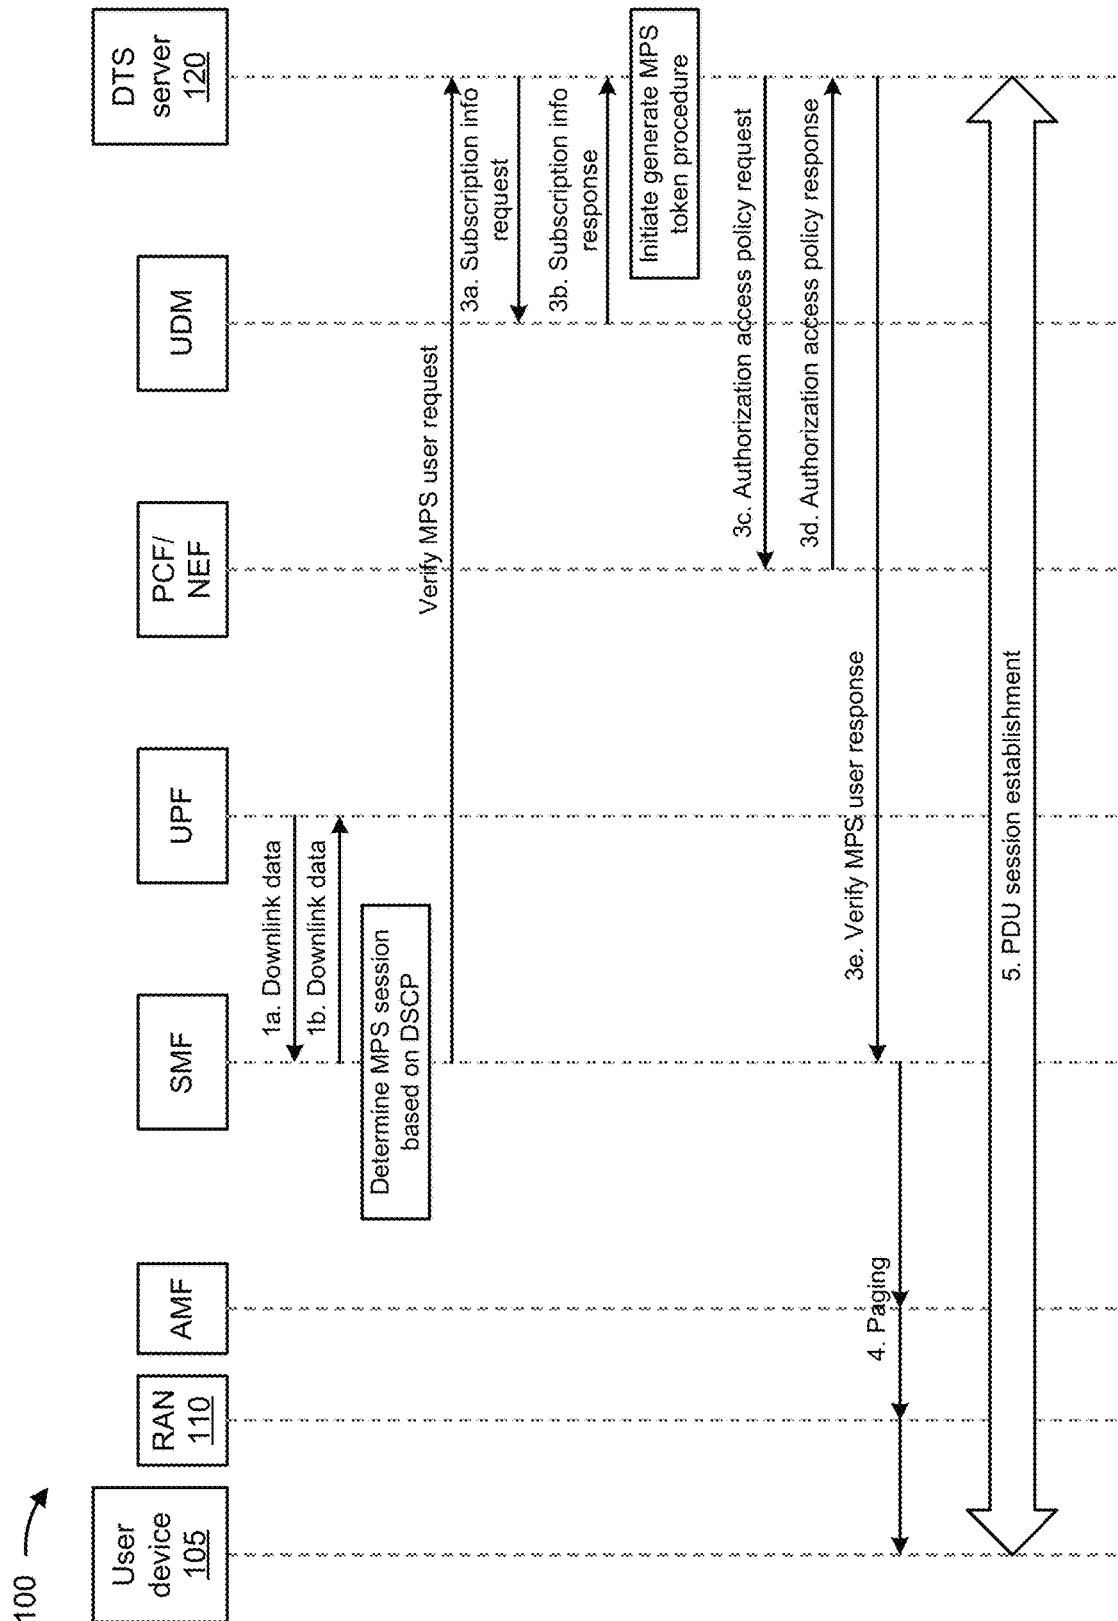 100
User
device
105
RAN
110
AMF
SMF
UPF
PCF/
NEF
UDM
DTS
server
120
1a. Downlink data
1b. Downlink data
Determine MPS session
based on DSCP
Verify MPS user request
3a. Subscription info
request
3b. Subscription info
response
Initiate generate MPS
token procedure
3c. Authorization access policy request
3d. Authorization access policy response
3e. Verify MPS user response
4. Paging
5. PDU session establishment